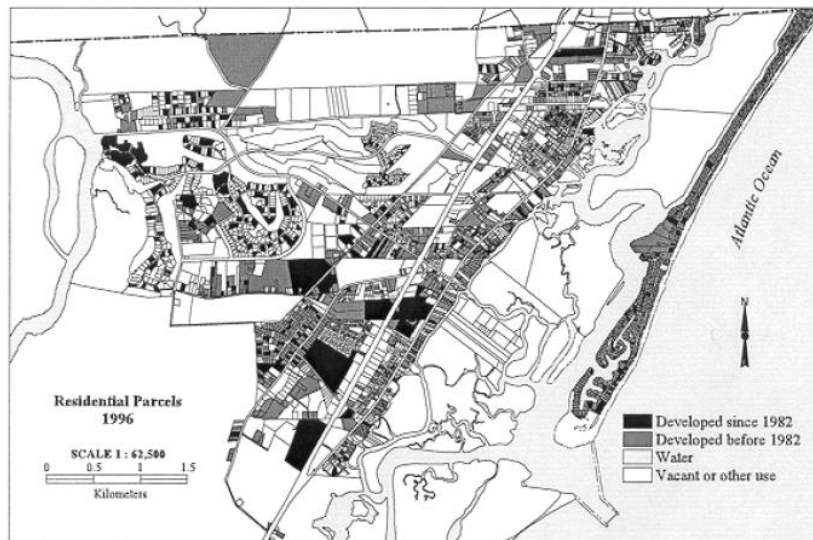 Atlantic Ocean
N
Residential Parcels
1996
SCALE 1 : 62,500
0 0.5 1 1.5
Kilometers
Developed since 1982
Developed before 1982
Water
Vacant or other use